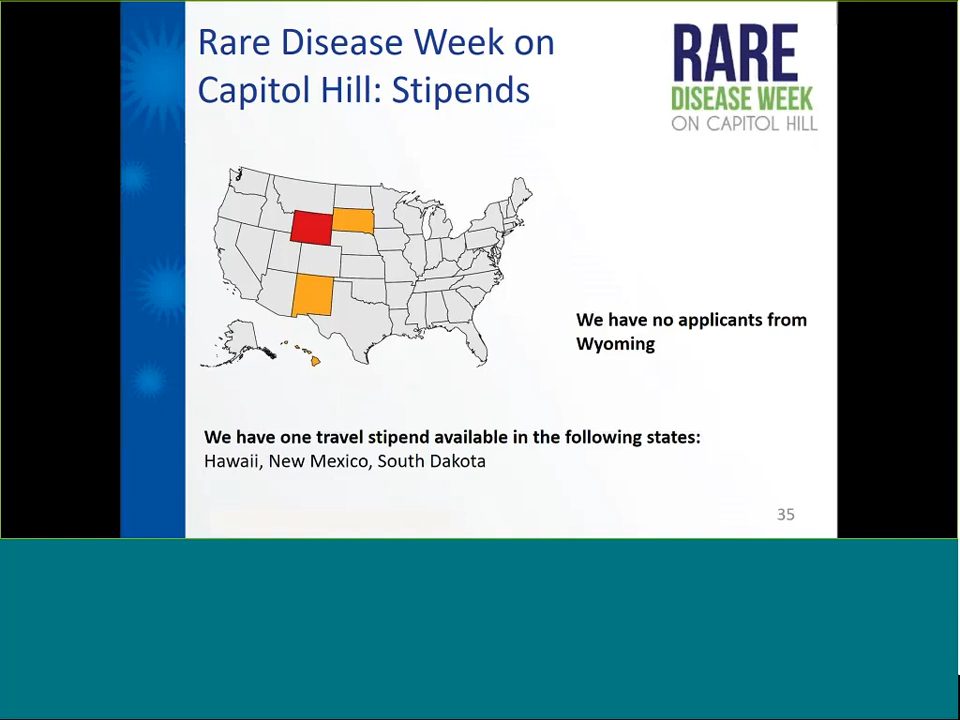 Rare Disease Week on
Capitol Hill: Stipends
RARE
DISEASE WEEK
ON CAPITOL HILL
We have no applicants from
Wyoming
We have one travel stipend available in the following states:
Hawaii, New Mexico, South Dakota
35